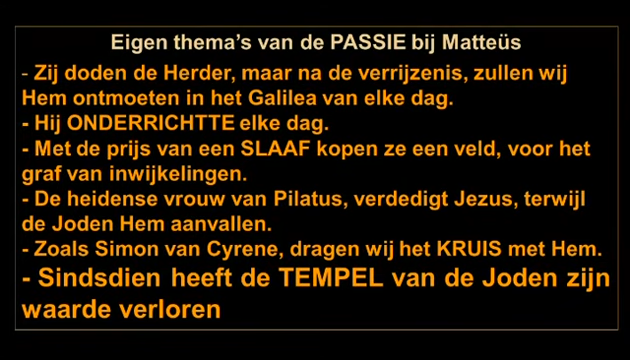 Eigen thema's van de PASSIE bij Matteüs
- Zij doden de Herder, maar na de verrijzenis, zullen wij
Hem ontmoeten in het Galilea van elke dag.
- Hij ONDERRICHTTE elke dag.
- Met de prijs van een SLAAF kopen ze een veld, voor het
graf van inwijkelingen.
- De heidense vrouw van Pilatus, verdedigt Jezus, terwijl
de Joden Hem aanvallen.
- Zoals Simon van Cyrene, dragen wij het KRUIS met Hem.
- Sindsdien heeft de TEMPEL van de Joden zijn
waarde verloren